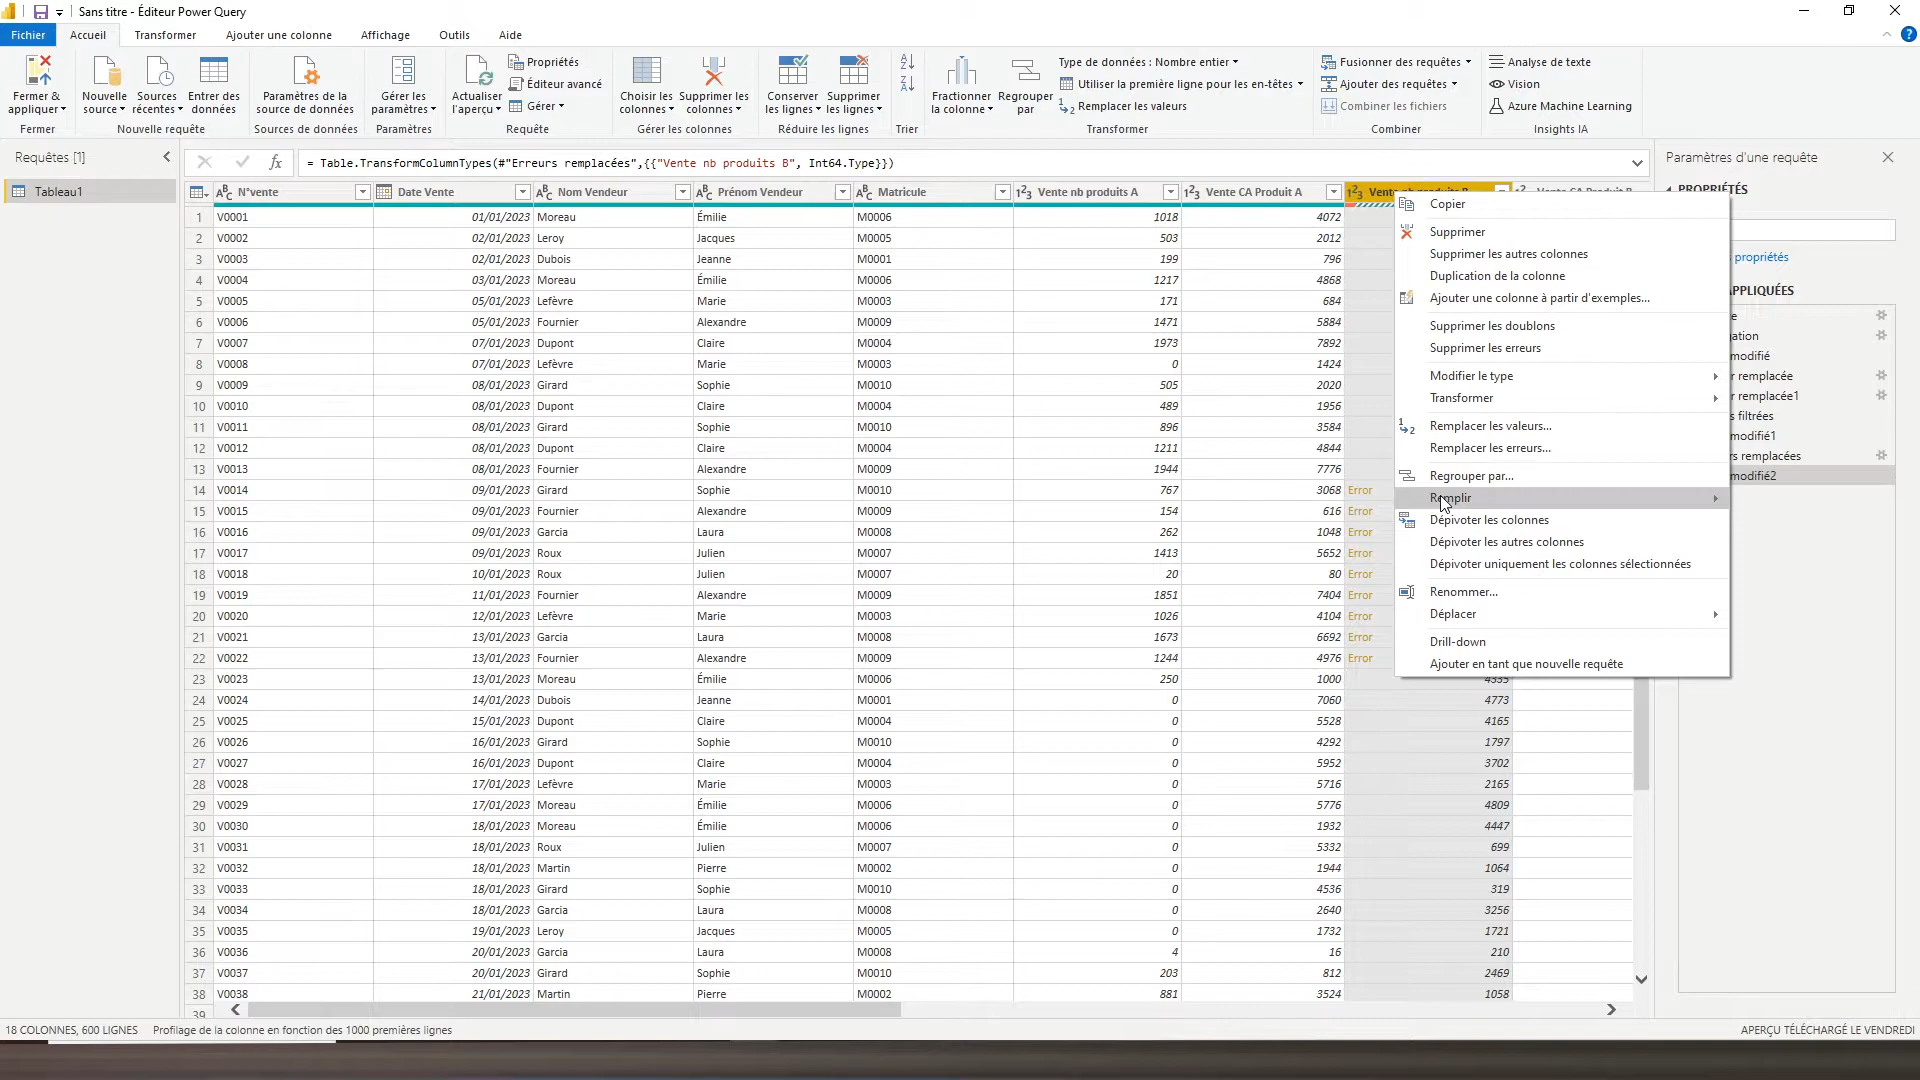 Sans titre - Éditeur Power Query
Fichier Accueil Transformer Ajouter une colonne Affichage Outils Aide
Fermer & appliquer
Fermer
Nouvelle source
Sources récentes
Entrer des données
Nouvelle requête
Paramètres de la source de données
Sources de données
Gérer les paramètres
Paramètres
Actualiser l'aperçu
Propriétés
Éditeur avancé
Gérer
Requête
Choisir les colonnes
Supprimer les colonnes
Gérer les colonnes
Conserver les lignes
Supprimer les lignes
Réduire les lignes
Trier
Fractionner la colonne
Regrouper par
Type de données : Nombre entier
Utiliser la première ligne pour les en-têtes
Remplacer les valeurs
Transformer
Fusionner des requêtes
Ajouter des requêtes
Combiner les fichiers
Combiner
Analyse de texte
Vision
Azure Machine Learning
Insights IA
Requêtes [1]
Tableau1
= Table.TransformColumnTypes(#"Erreurs remplacées",{{"Vente nb produits B", Int64.Type}})
N°vente Date Vente Nom Vendeur Prénom Vendeur Matricule Vente nb produits A Vente CA Produit A
1 V0001 01/01/2023 Moreau Émilie M0006 1018 4072
2 V0002 02/01/2023 Leroy Jacques M0005 503 2012
3 V0003 02/01/2023 Dubois Jeanne M0001 199 796
4 V0004 03/01/2023 Moreau Émilie M0006 1217 4868
5 V0005 05/01/2023 Lefèvre Marie M0003 171 684
6 V0006 05/01/2023 Fournier Alexandre M0009 1471 5884
7 V0007 07/01/2023 Dupont Claire M0004 1973 7892
8 V0008 07/01/2023 Lefèvre Marie M0003 0 1424
9 V0009 08/01/2023 Girard Sophie M0010 505 2020
10 V0010 08/01/2023 Dupont Claire M0004 489 1956
11 V0011 08/01/2023 Girard Sophie M0010 896 3584
12 V0012 08/01/2023 Dupont Claire M0004 1211 4844
13 V0013 08/01/2023 Fournier Alexandre M0009 1944 7776
14 V0014 09/01/2023 Girard Sophie M0010 767 3068 Error
15 V0015 09/01/2023 Fournier Alexandre M0009 154 616 Error
16 V0016 09/01/2023 Garcia Laura M0008 262 1048 Error
17 V0017 09/01/2023 Roux Julien M0007 1413 5652 Error
18 V0018 10/01/2023 Roux Julien M0007 20 80 Error
19 V0019 11/01/2023 Fournier Alexandre M0009 1851 7404 Error
20 V0020 12/01/2023 Lefèvre Marie M0003 1026 4104 Error
21 V0021 13/01/2023 Garcia Laura M0008 1673 6692 Error
22 V0022 13/01/2023 Fournier Alexandre M0009 1244 4976 Error
23 V0023 13/01/2023 Moreau Émilie M0006 250 1000 4335
24 V0024 14/01/2023 Dubois Jeanne M0001 0 7060 4773
25 V0025 15/01/2023 Dupont Claire M0004 0 5528 4165
26 V0026 16/01/2023 Girard Sophie M0010 0 4292 1797
27 V0027 16/01/2023 Dupont Claire M0004 0 5952 3702
28 V0028 17/01/2023 Lefèvre Marie M0003 0 5716 2165
29 V0029 17/01/2023 Moreau Émilie M0006 0 5776 4809
30 V0030 18/01/2023 Moreau Émilie M0006 0 1932 4447
31 V0031 18/01/2023 Roux Julien M0007 0 5332 699
32 V0032 18/01/2023 Martin Pierre M0002 0 1944 1064
33 V0033 18/01/2023 Girard Sophie M0010 0 4536 319
34 V0034 18/01/2023 Garcia Laura M0008 0 2640 3256
35 V0035 19/01/2023 Leroy Jacques M0005 0 1732 1721
36 V0036 20/01/2023 Garcia Laura M0008 4 16 210
37 V0037 20/01/2023 Girard Sophie M0010 203 812 2469
38 V0038 21/01/2023 Martin Pierre M0002 881 3524 1058
39
Copier
Supprimer
Supprimer les autres colonnes
Duplication de la colonne
Ajouter une colonne à partir d'exemples...
Supprimer les doublons
Supprimer les erreurs
Modifier le type
Transformer
Remplacer les valeurs...
Remplacer les erreurs...
Regrouper par...
Remplir
Dépivoter les colonnes
Dépivoter les autres colonnes
Dépivoter uniquement les colonnes sélectionnées
Renommer...
Déplacer
Drill-down
Ajouter en tant que nouvelle requête
Paramètres d'une requête
PROPRIÉTÉS
propriétés
APPLIQUÉES
modifié
r remplacée
r remplacée1
s filtrées
modifié1
rs remplacées
modifié2
18 COLONNES, 600 LIGNES Profilage de la colonne en fonction des 1000 premières lignes
APERÇU TÉLÉCHARGÉ LE VENDREDI